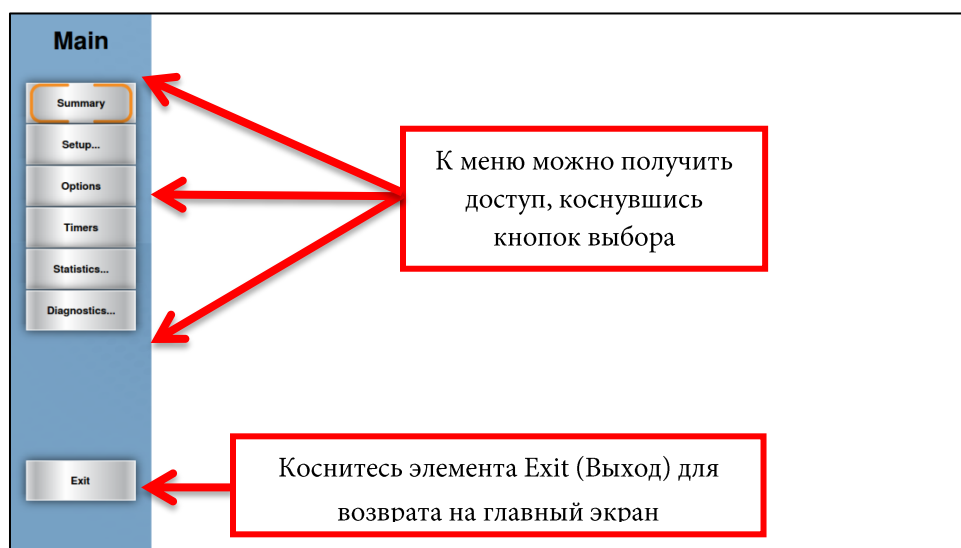 Main
Summary
Setup...
Options
Timers
Statistics...
Diagnostics...
Exit
К меню можно получить
доступ, коснувшись
кнопок выбора
Коснитесь элемента Exit (Выход) для
возврата на главный экран